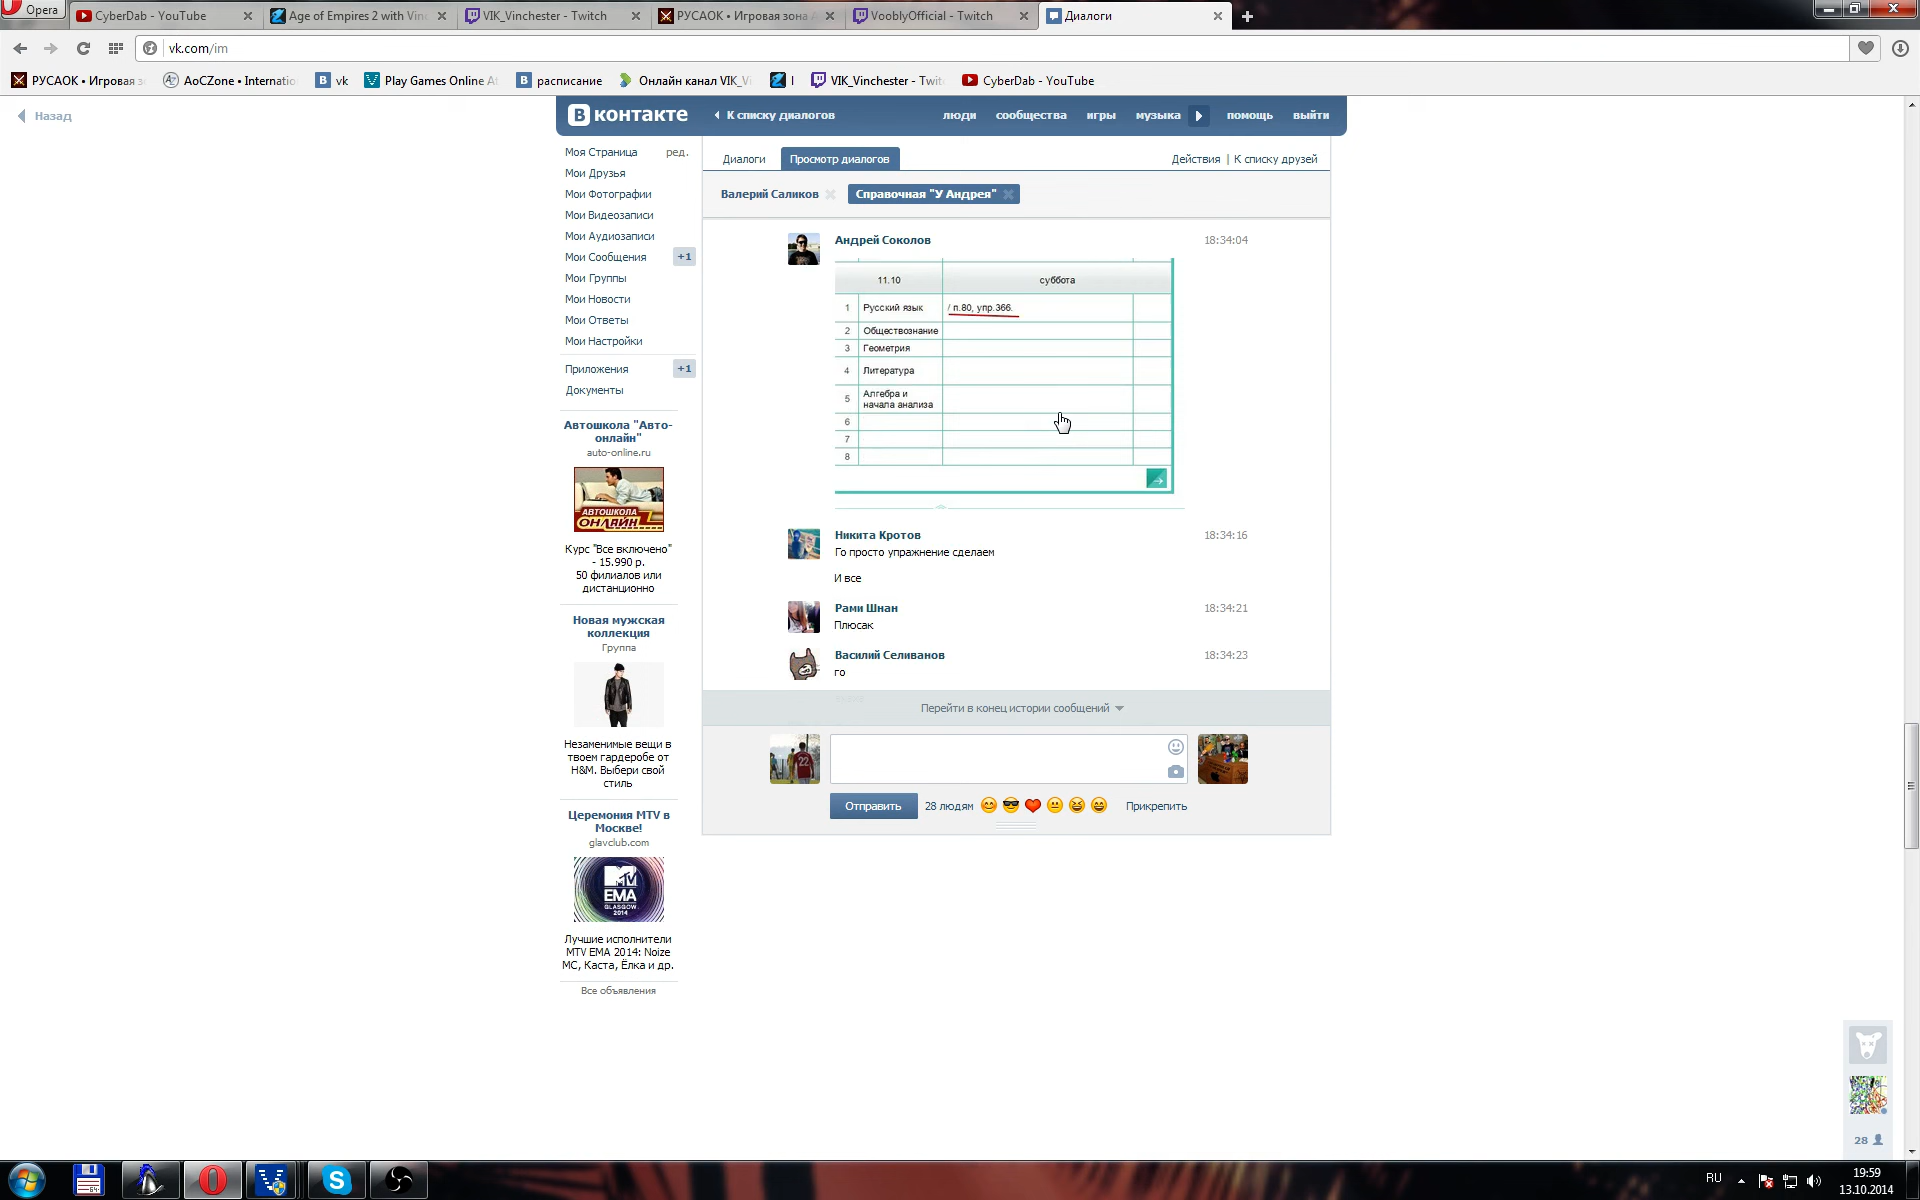 Opera
CyberDab - YouTube
Age of Empires 2 with Vinc
VIK_Vinchester - Twitch
РУСАОК • Игровая зона
VooblyOfficial - Twitch
Диалоги
vk.com/im
РУСАОК • Игровая з
AoCZone • Internatio
vk
Play Games Online A
расписание
Онлайн канал VIK_V
I
VIK_Vinchester - Twit
CyberDab - YouTube
Назад
В контакте
К списку диалогов
люди
сообщества
игры
музыка
помощь
выйти
Моя Страница
ред.
Мои Друзья
Мои Фотографии
Мои Видеозаписи
Мои Аудиозаписи
Мои Сообщения
+1
Мои Группы
Мои Новости
Мои Ответы
Мои Настройки
Приложения
+1
Документы
Автошкола "Авто-
онлайн"
auto-online.ru
АВТОШКОЛА
ОНЛАЙН
Курс "Все включено"
- 15.990 р.
50 филиалов или
дистанционно
Новая мужская
коллекция
Группа
Незаменимые вещи в
твоем гардеробе от
H&M. Выбери свой
стиль
Церемония MTV в
Москве!
glavclub.com
MTV
EMA
GLASGOW
2014
Лучшие исполнители
MTV EMA 2014: Noize
MC, Каста, Ёлка и др.
Все объявления
Диалоги
Просмотр диалогов
Действия | К списку друзей
Валерий Саликов
Справочная "У Андрея"
Андрей Соколов
18:34:04
11.10
суббота
1 Русский язык / п.80, упр.366.
2 Обществознание
3 Геометрия
4 Литература
5 Алгебра и
начала анализа
6
7
8
Никита Кротов
18:34:16
Го просто упражнение сделаем
И все
Рами Шнан
18:34:21
Плюсак
Василий Селиванов
18:34:23
го
Перейти в конец истории сообщений
22
Отправить
28 людям
Прикрепить
28
64
RU
19:59
13.10.2014